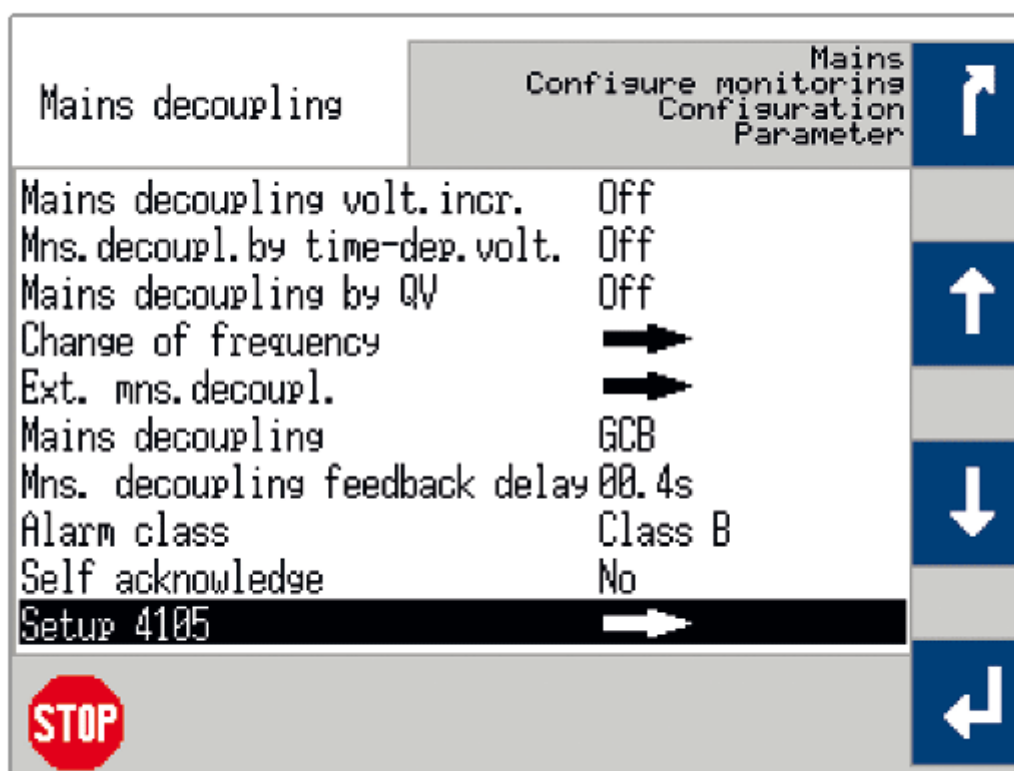 Mains decoupling
Mains
Configure monitoring
Configuration
Parameter
Mains decoupling volt.incr. Off
Mns.decoupl.by time-dep.volt. Off
Mains decoupling by QV Off
Change of frequency
Ext. mns.decoupl.
Mains decoupling GCB
Mns. decoupling feedback delay 00.4s
Alarm class Class B
Self acknowledge No
Setup 4105
STOP